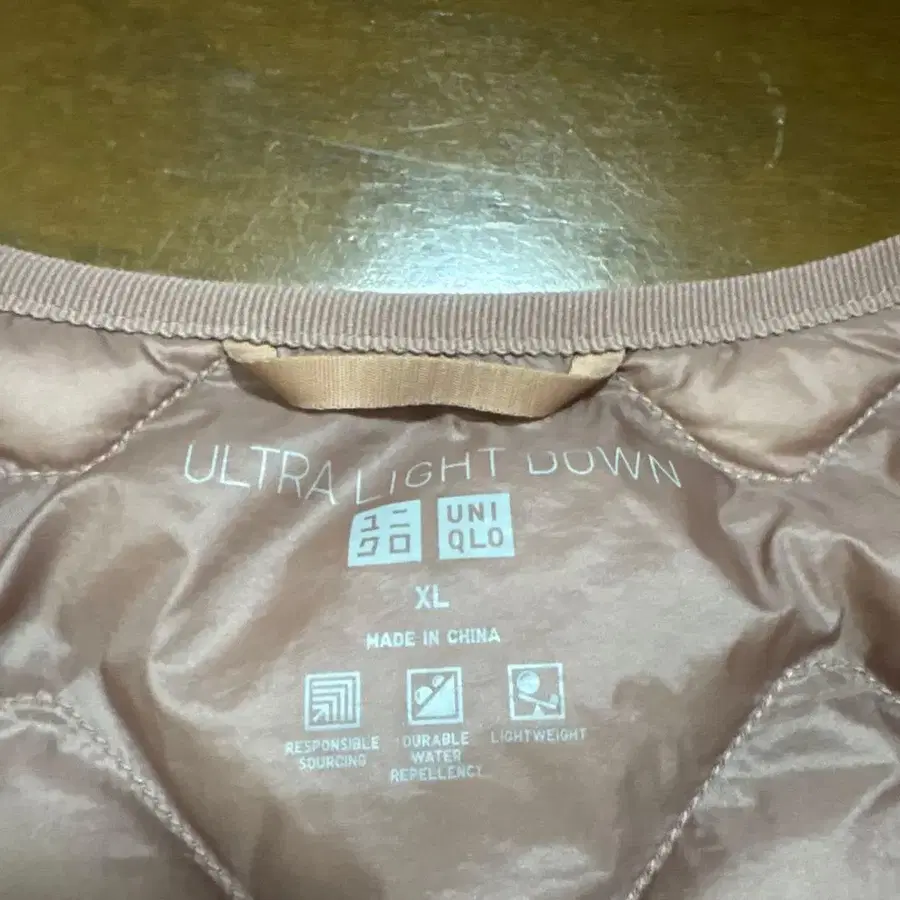 ULTRA LIGHT DOWN
ユニ
クロ
UNI
QLO
XL
MADE IN CHINA
RESPONSIBLE
SOURCING
DURABLE
WATER
REPELLENCY
LIGHTWEIGHT